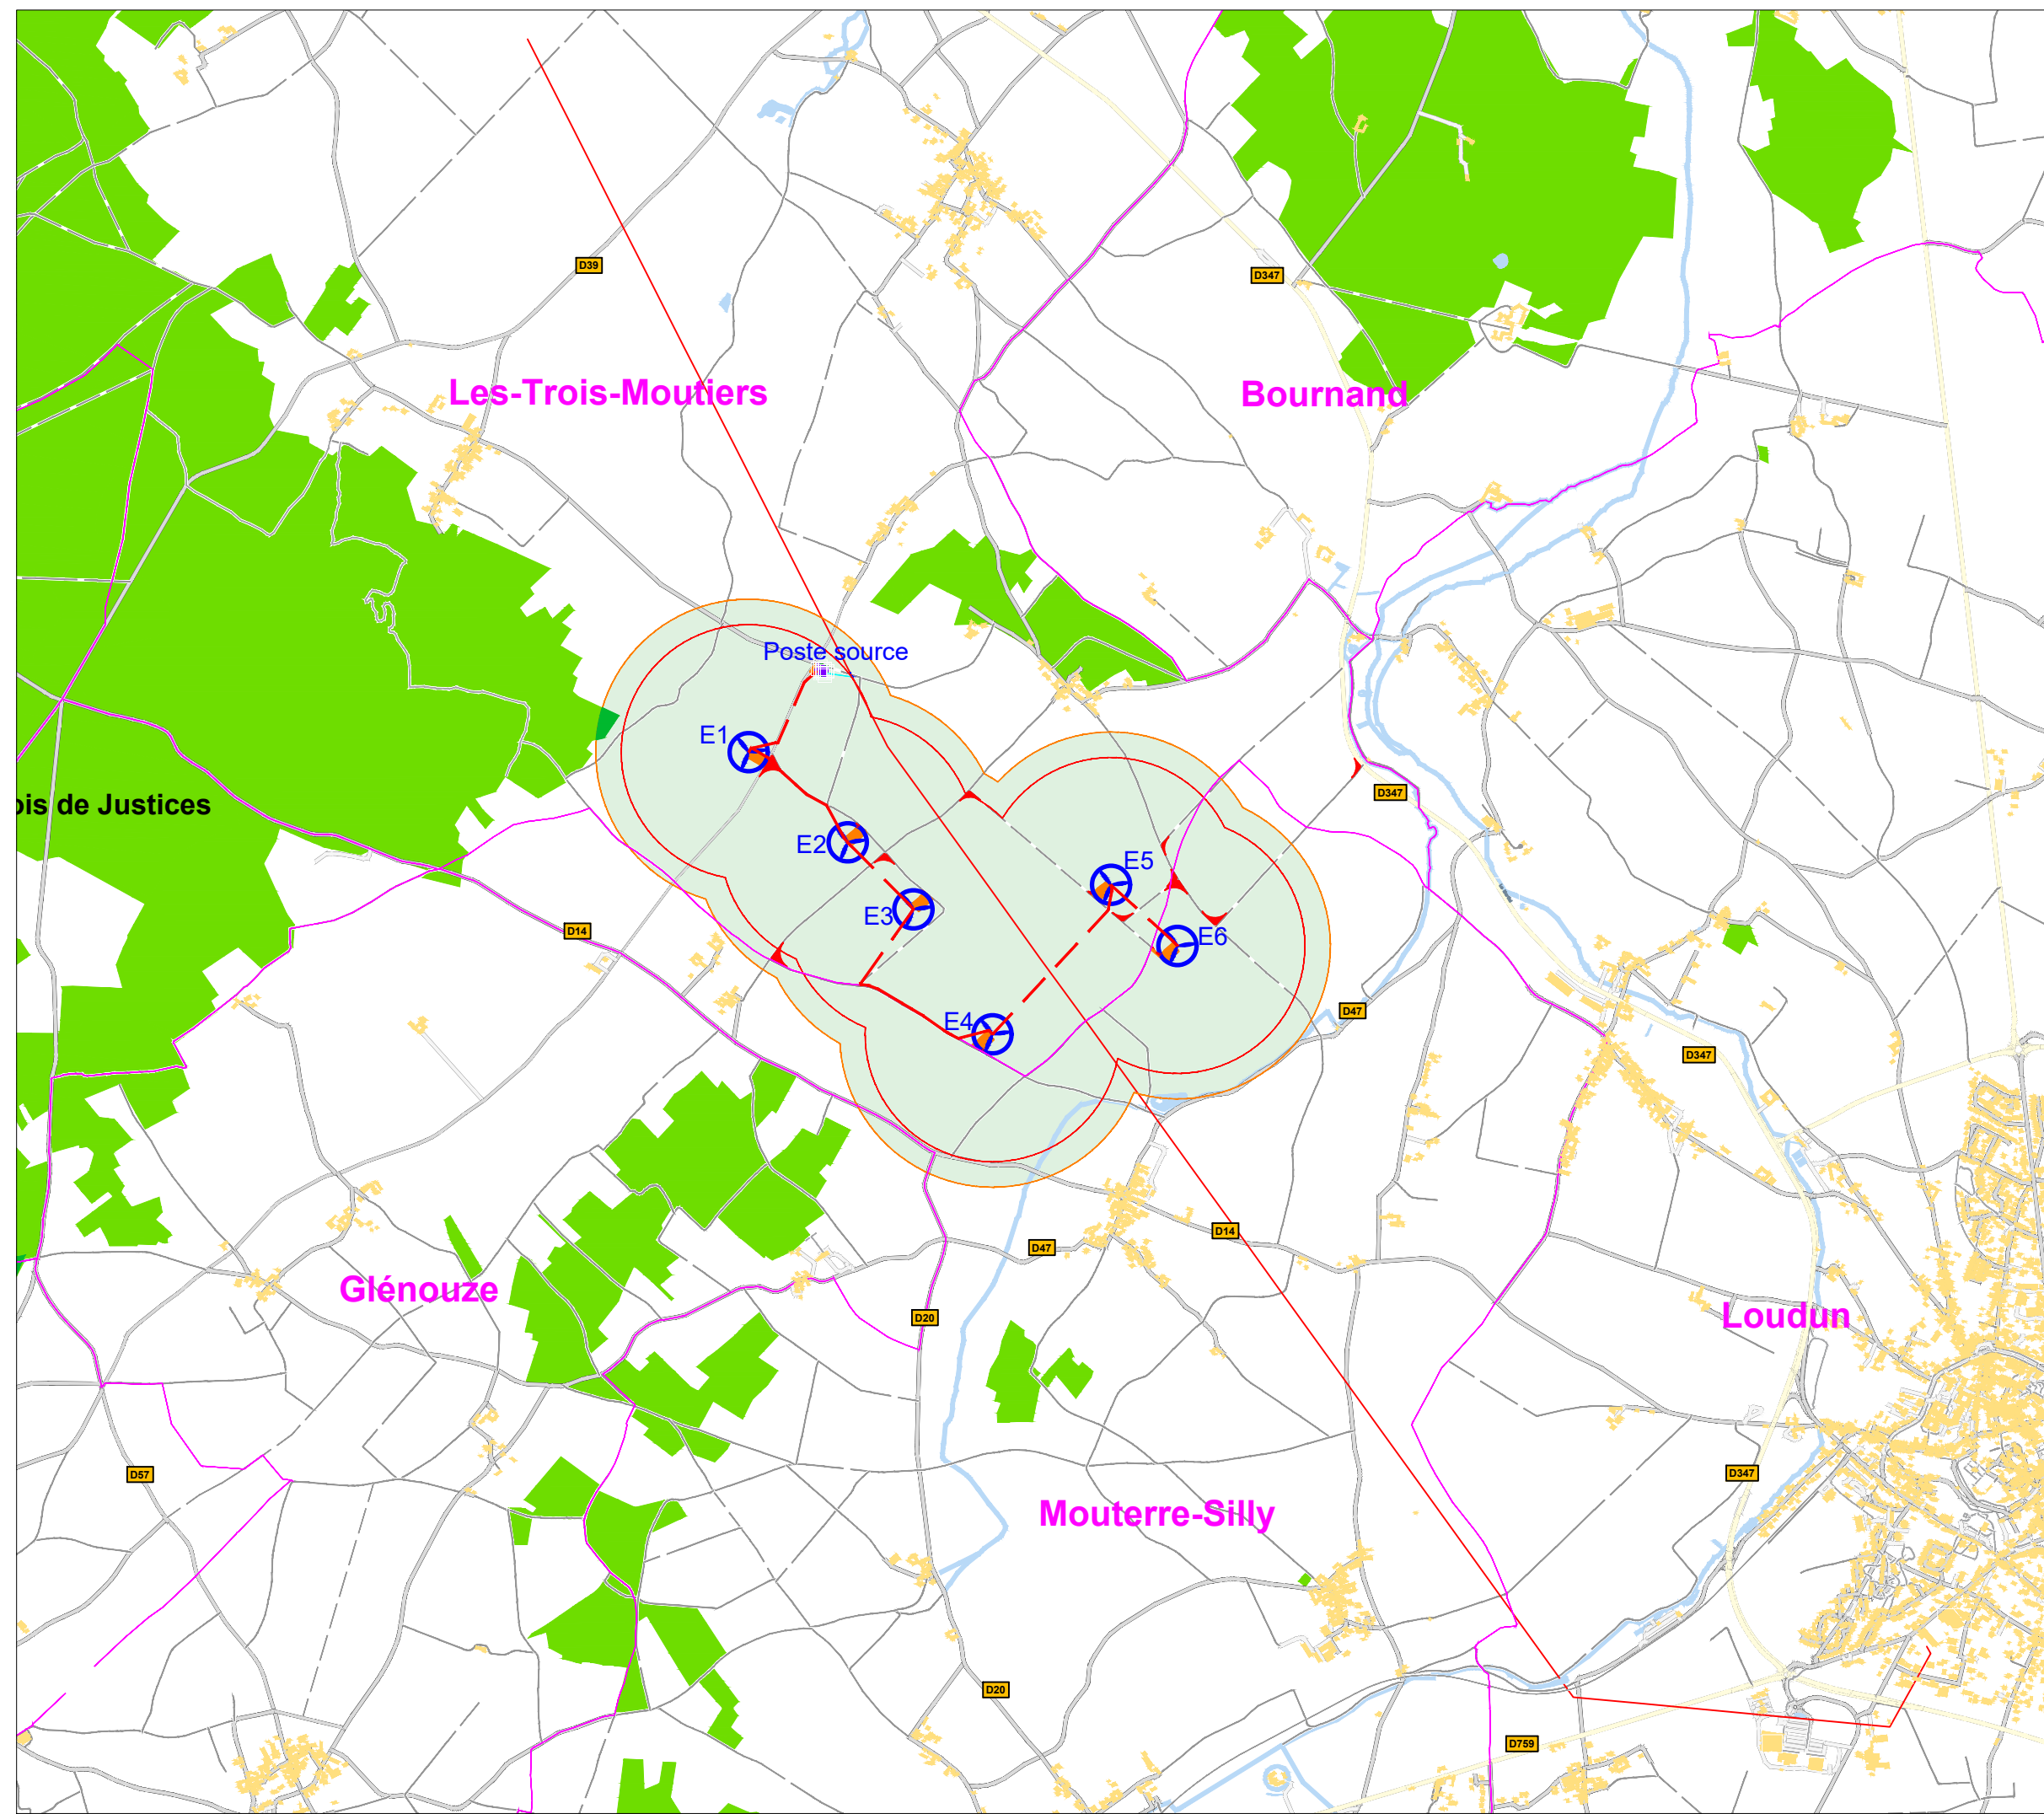 D39
D347
Les-Trois-Moutiers
Bournand
Poste source
E1
D347
ois de Justices
E2
E5
E3
D14
E6
D47
E4
D347
D14
D47
Glénouze
D20
Loudun
D57
D347
Mouterre-Silly
D20
D759